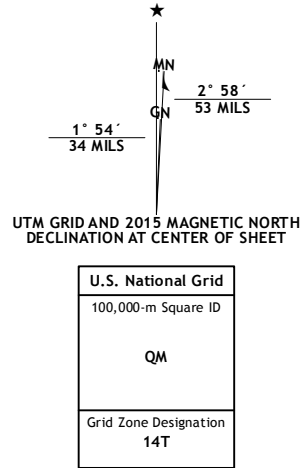 ★
MN
GN
2° 58´
53 MILS
1° 54´
34 MILS
UTM GRID AND 2015 MAGNETIC NORTH
DECLINATION AT CENTER OF SHEET
U.S. National Grid
100,000-m Square ID
QM
Grid Zone Designation
14T